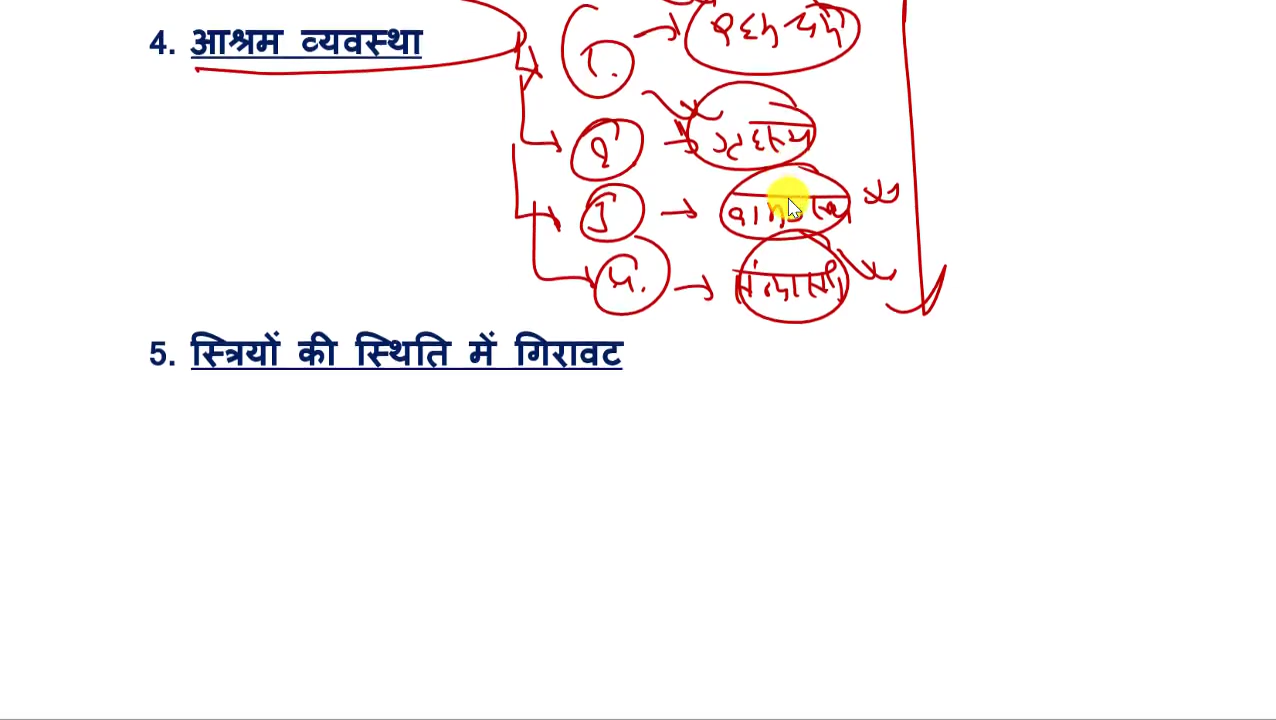 4. आश्रम व्यवस्था
ब्रह्मचर्य
गृहस्थ
वानप्रस्थ
संन्यासी
5. स्त्रियों की स्थिति में गिरावट